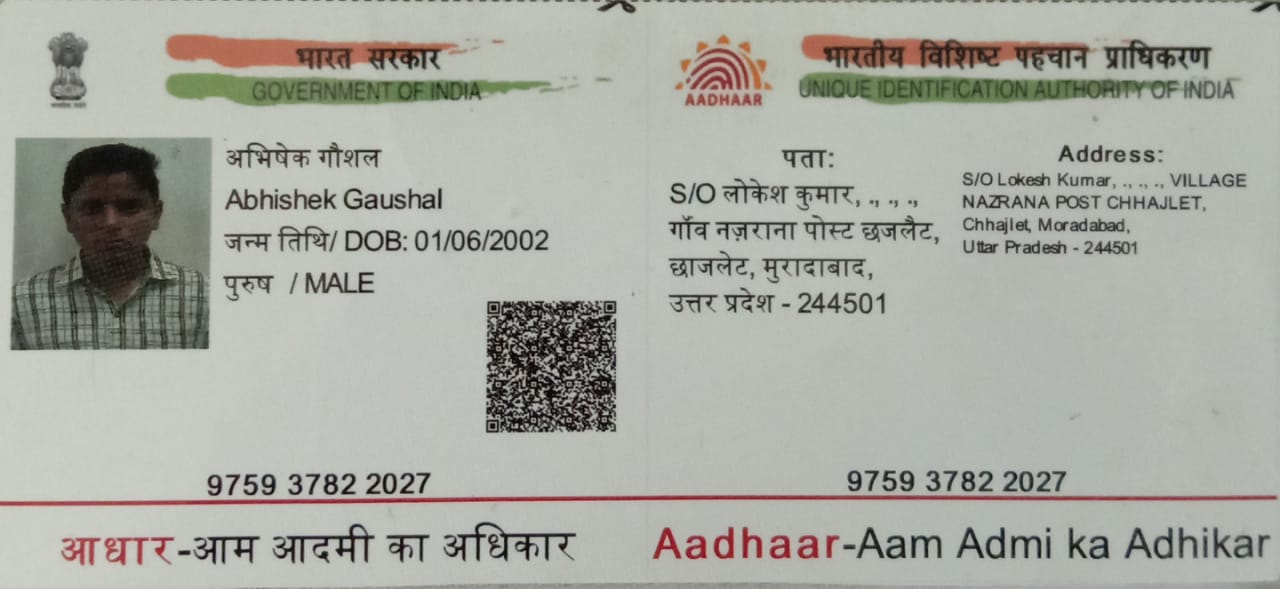 भारत सरकार
GOVERNMENT OF INDIA
अभिषेक गौशल
Abhishek Gaushal
जन्म तिथि/ DOB: 01/06/2002
पुरुष / MALE
9759 3782 2027
आधार-आम आदमी का अधिकार
भारतीय विशिष्ट पहचान प्राधिकरण
UNIQUE IDENTIFICATION AUTHORITY OF INDIA
AADHAAR
पता:
S/O लोकेश कुमार, ., ., .,
गाँव नज़राना पोस्ट छजलैट,
छाजलेट, मुरादाबाद,
उत्तर प्रदेश - 244501
Address:
S/O Lokesh Kumar, ., ., ., VILLAGE
NAZRANA POST CHHAJLET,
Chhajlet, Moradabad,
Uttar Pradesh - 244501
9759 3782 2027
Aadhaar-Aam Admi ka Adhikar